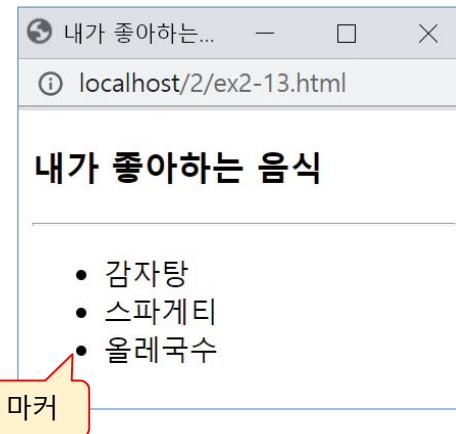 내가 좋아하는...
localhost/2/ex2-13.html
내가 좋아하는 음식
• 감자탕
• 스파게티
• 올레국수
마커